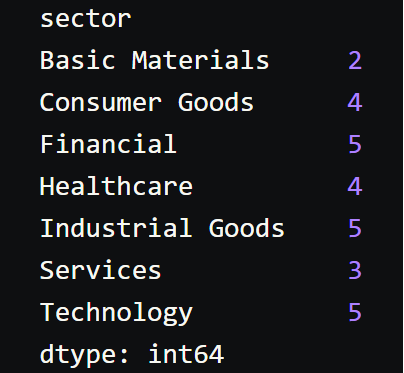 sector
Basic Materials 2
Consumer Goods 4
Financial 5
Healthcare 4
Industrial Goods 5
Services 3
Technology 5
dtype: int64